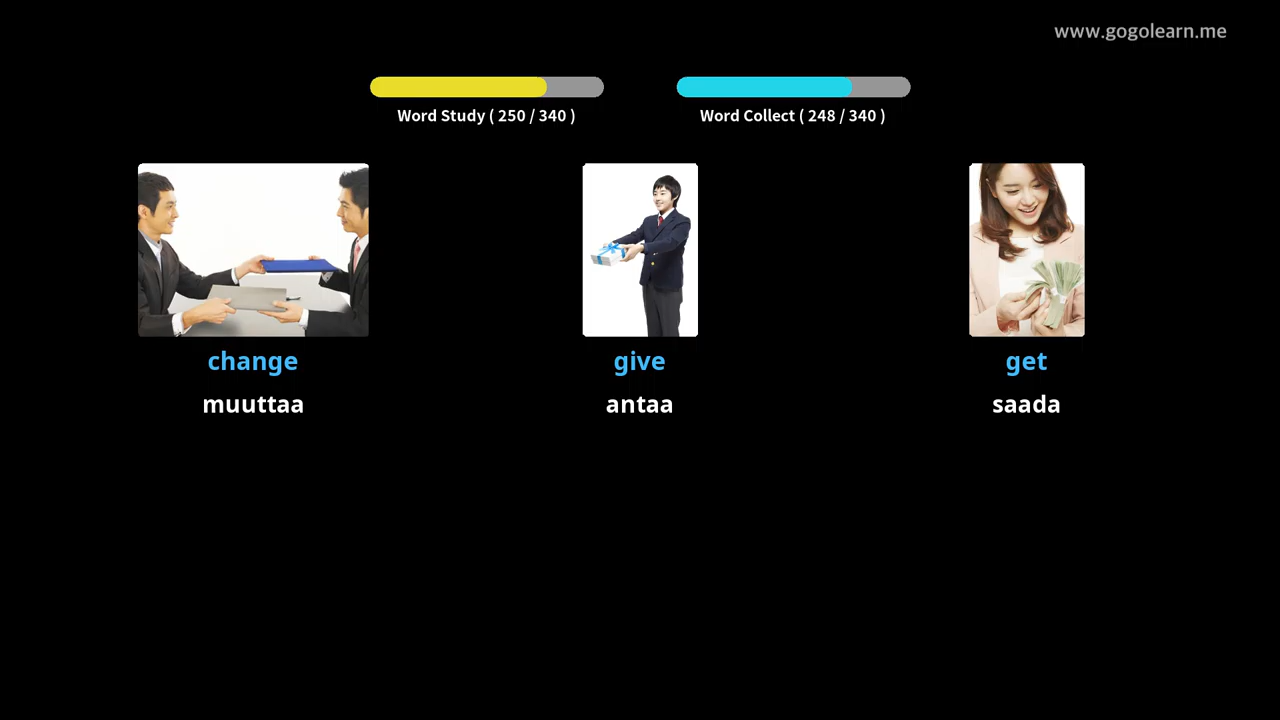 www.gogolearn.me
Word Study ( 250 / 340 )
Word Collect ( 248 / 340 )
change
give
get
muuttaa
antaa
saada